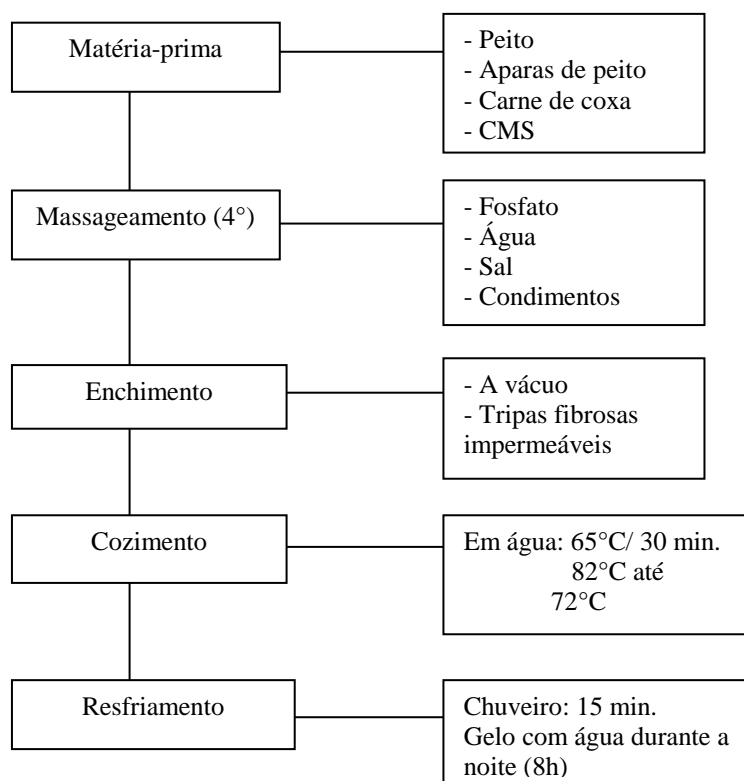 Matéria-prima
- Peito
- Aparas de peito
- Carne de coxa
- CMS
Massageamento (4°)
- Fosfato
- Água
- Sal
- Condimentos
Enchimento
- A vácuo
- Tripas fibrosas
impermeáveis
Cozimento
Em água: 65°C/ 30 min.
82°C até
72°C
Resfriamento
Chuveiro: 15 min.
Gelo com água durante a
noite (8h)